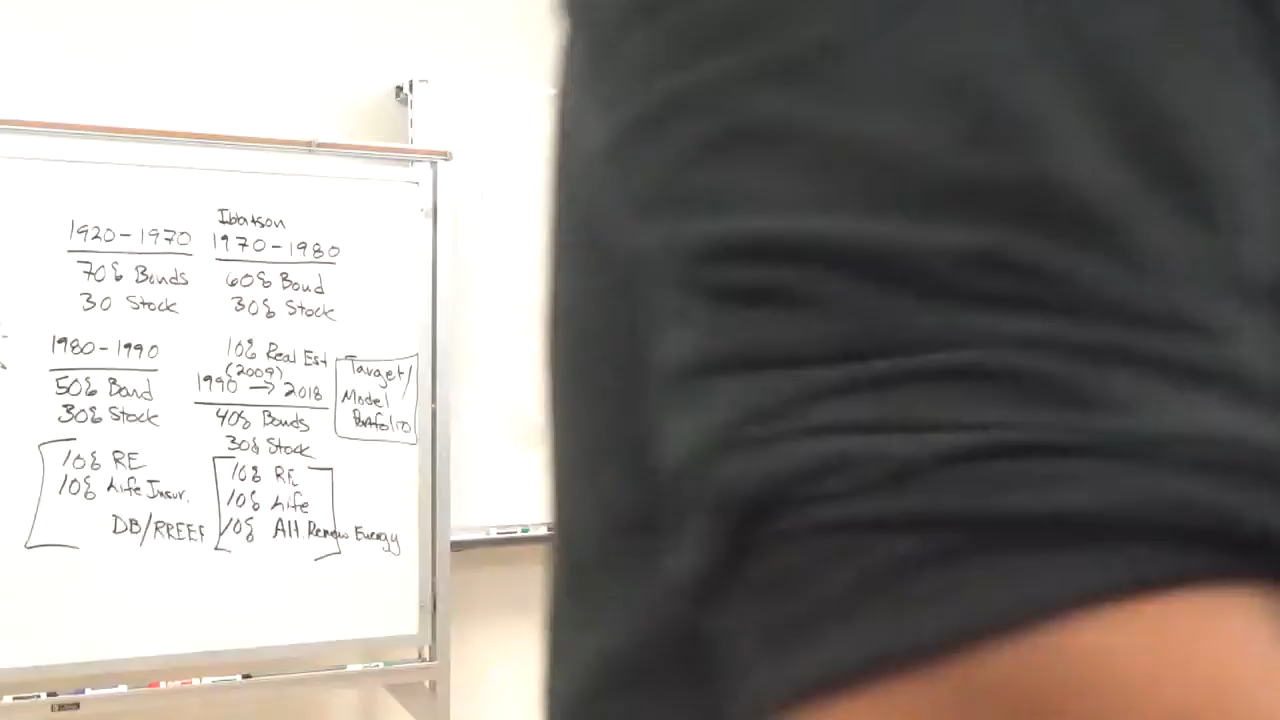 1920-1970
70% Bonds
30 Stock
Ibbitson
1970-1980
60% Bond
30% Stock
10% Real Est
1980-1990
50% Bond
30% Stock
10% RE
10% Life Insur.
DB/RREEF
(2009)
1990 → 2018
40% Bonds
30% Stock
10% RE
10% Life
10% Alt. Renew Energy
Target/
Model
Portfolio